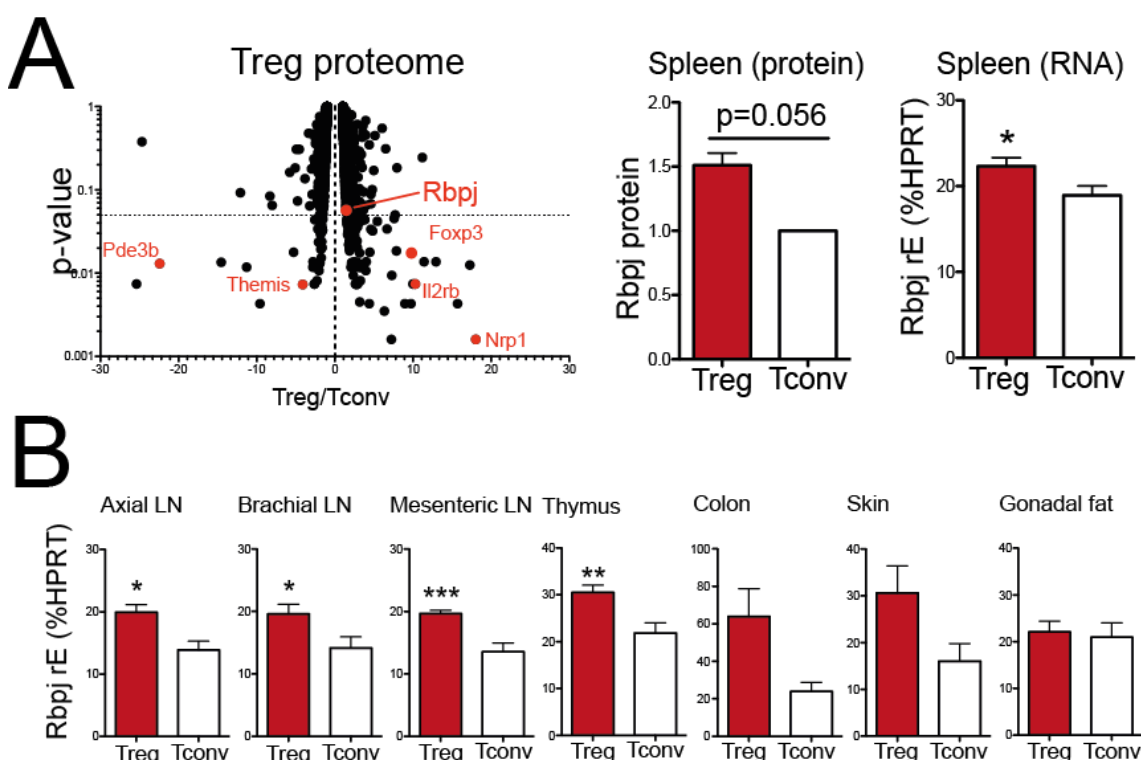 A
Treg proteome
p-value
1
0.1
0.01
0.001
Rbpj
Foxp3
Pde3b
Themis
Il2rb
Nrp1
-30 -20 -10 0 10 20 30
Treg/Tconv
Spleen (protein)
Rbpj protein
2.0
1.5
1.0
0.5
0.0
p=0.056
Treg Tconv
Spleen (RNA)
Rbpj rE (%HPRT)
30
20
10
0
*
Treg Tconv
B
Rbpj rE (%HPRT)
Axial LN
30
20
10
0
*
Treg Tconv
Brachial LN
30
20
10
0
*
Treg Tconv
Mesenteric LN
30
20
10
0
***
Treg Tconv
Thymus
40
30
20
10
0
**
Treg Tconv
Colon
100
80
60
40
20
0
Treg Tconv
Skin
40
30
20
10
0
Treg Tconv
Gonadal fat
40
30
20
10
0
Treg Tconv